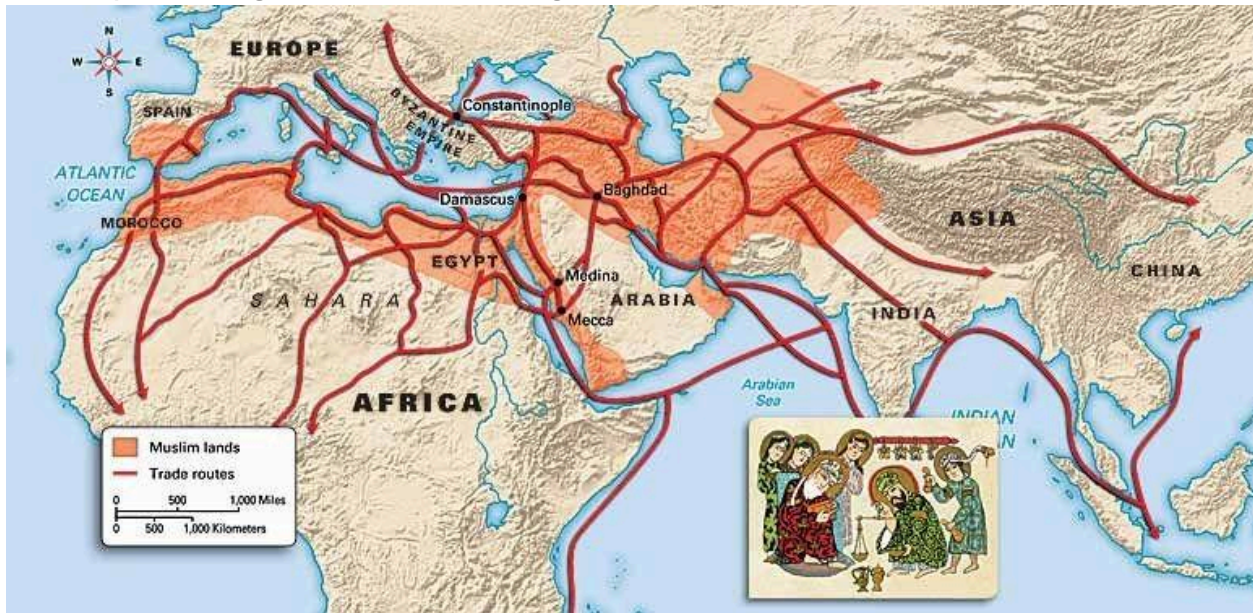 N
W E
S
EUROPE
SPAIN
BYZANTINE
EMPIRE
Constantinople
ATLANTIC
OCEAN
MOROCCO
Damascus
Baghdad
ASIA
CHINA
EGYPT
SAHARA
Medina
ARABIA
Mecca
INDIA
AFRICA
Arabian
Sea
INDIAN
Muslim lands
Trade routes
0 500 1,000 Miles
0 500 1,000 Kilometers